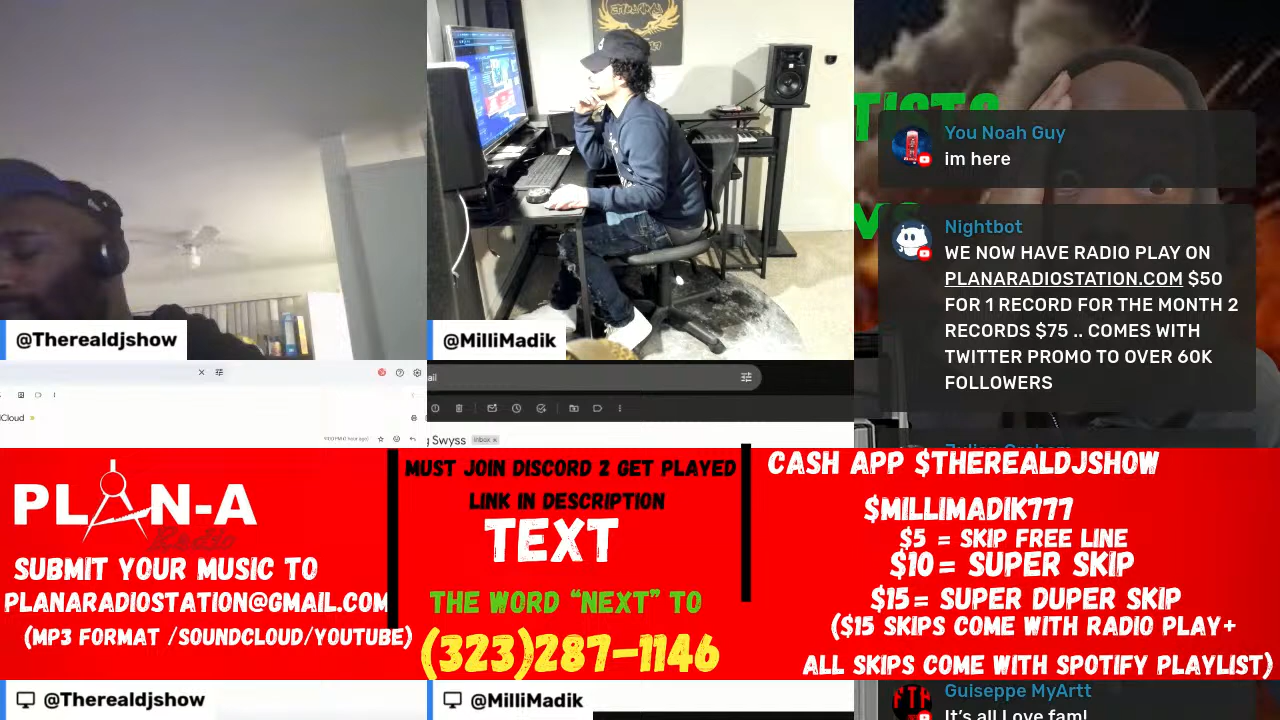 @Therealdjshow
@MilliMadik
You Noah Guy
im here
Nightbot
WE NOW HAVE RADIO PLAY ON
PLANARADIOSTATION.COM $50
FOR 1 RECORD FOR THE MONTH 2
RECORDS $75 .. COMES WITH
TWITTER PROMO TO OVER 60K
FOLLOWERS
g Swyss Inbox x
PLAN-A
Radio
SUBMIT YOUR MUSIC TO
PLANARADIOSTATION@GMAIL.COM
(MP3 FORMAT /SOUNDCLOUD/YOUTUBE)
MUST JOIN DISCORD 2 GET PLAYED
LINK IN DESCRIPTION
TEXT
THE WORD “NEXT” TO
(323)287-1146
CASH APP $THEREALDJSHOW
$MILLIMADIK777
$5 = SKIP FREE LINE
$10 = SUPER SKIP
$15 = SUPER DUPER SKIP
($15 SKIPS COME WITH RADIO PLAY+
ALL SKIPS COME WITH SPOTIFY PLAYLIST)
@Therealdjshow
@MilliMadik
Guiseppe MyArtt
It’s all Love fam!